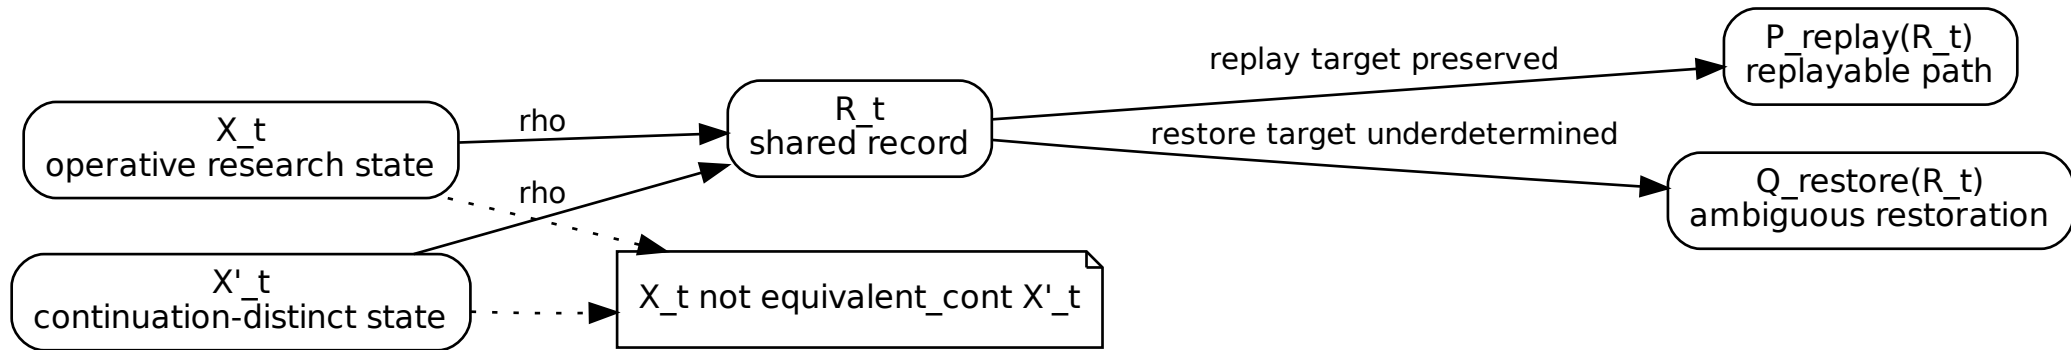 X_t
operative research state
rho
X'_t
continuation-distinct state
rho
R_t
shared record
X_t not equivalent_cont X'_t
replay target preserved
restore target underdetermined
P_replay(R_t)
replayable path
Q_restore(R_t)
ambiguous restoration